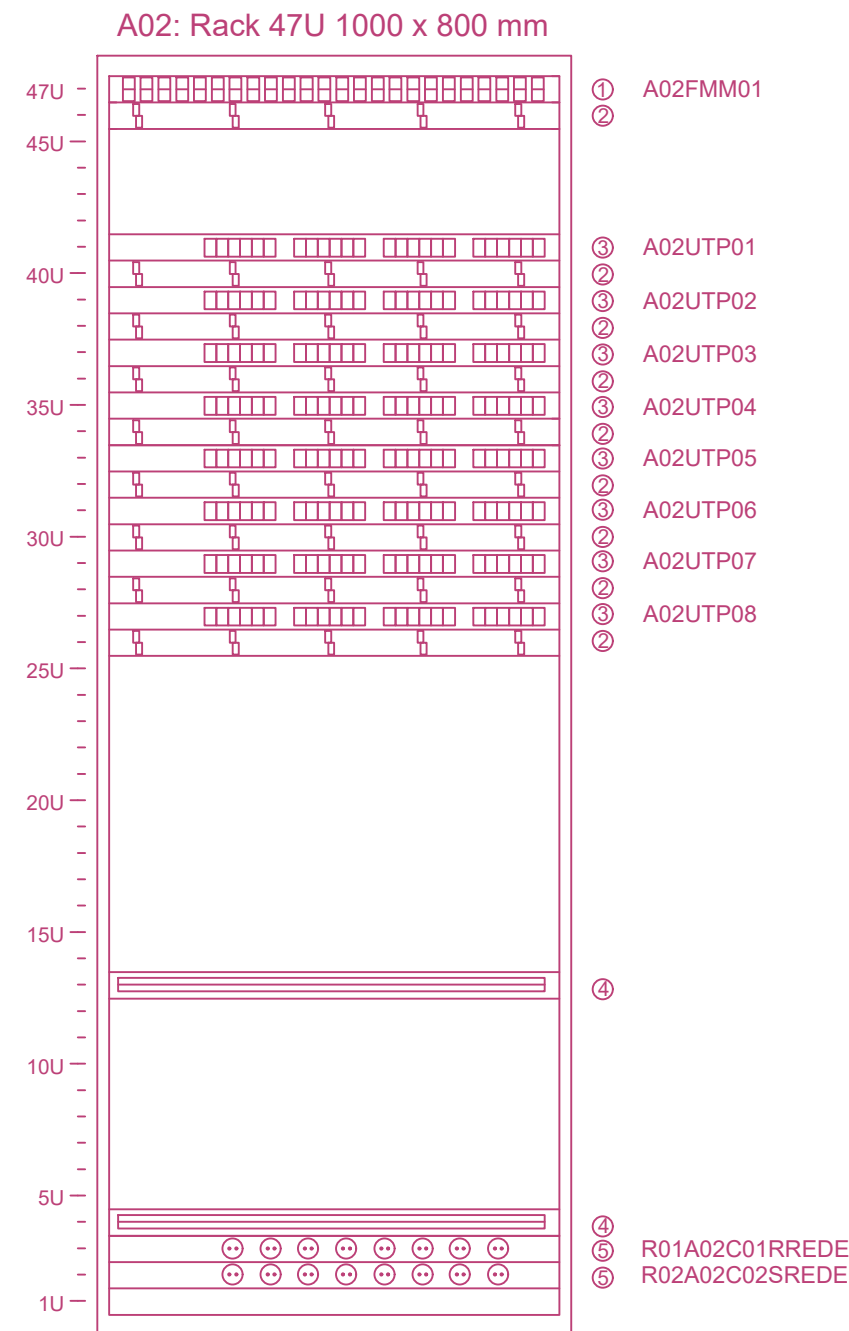 A02: Rack 47U 1000 x 800 mm
47U 1 A02FMM01
2
45U
3 A02UTP01
40U 2
3 A02UTP02
2
3 A02UTP03
2
35U 3 A02UTP04
2
3 A02UTP05
2
3 A02UTP06
30U 2
3 A02UTP07
2
3 A02UTP08
2
25U
20U
15U
4
10U
5U
4
5 R01A02C01RREDE
5 R02A02C02SREDE
1U